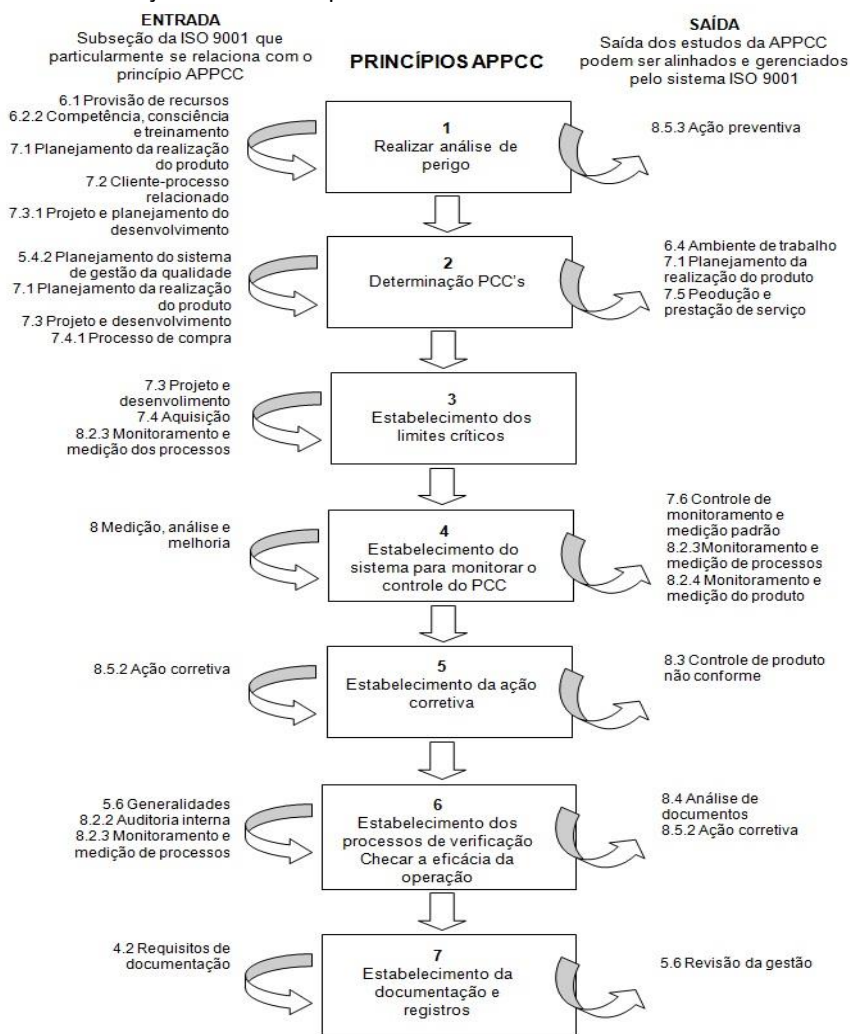 ENTRADA
Subseção da ISO 9001 que
particularmente se relaciona com o
princípio APPCC
PRINCÍPIOS APPCC
SAÍDA
Saída dos estudos da APPCC
podem ser alinhados e gerenciados
pelo sistema ISO 9001
6.1 Provisão de recursos
6.2.2 Competência, consciência
e treinamento
7.1 Planejamento da realização
do produto
7.2 Cliente-processo
relacionado
7.3.1 Projeto e planejamento do
desenvolvimento
1
Realizar análise de
perigo
8.5.3 Ação preventiva
5.4.2 Planejamento do sistema
de gestão da qualidade
7.1 Planejamento da realização
do produto
7.3 Projeto e desenvolvimento
7.4.1 Processo de compra
2
Determinação PCC's
6.4 Ambiente de trabalho
7.1 Planejamento da
realização do produto
7.5 Peodução e
prestação de serviço
7.3 Projeto e
desenvolimento
7.4 Aquisição
8.2.3 Monitoramento e
medição dos processos
3
Estabelecimento dos
limites críticos
8 Medição, análise e
melhoria
4
Estabelecimento do
sistema para monitorar o
controle do PCC
7.6 Controle de
monitoramento e
medição padrão
8.2.3Monitoramento e
medição de processos
8.2.4 Monitoramento e
medição do produto
8.5.2 Ação corretiva
5
Estabelecimento da ação
corretiva
8.3 Controle de produto
não conforme
5.6 Generalidades
8.2.2 Auditoria interna
8.2.3 Monitoramento e
medição de processos
6
Estabelecimento dos
processos de verificação
Checar a eficácia da
operação
8.4 Análise de
documentos
8.5.2 Ação corretiva
4.2 Requisitos de
documentação
7
Estabelecimento da
documentação e
registros
5.6 Revisão da gestão